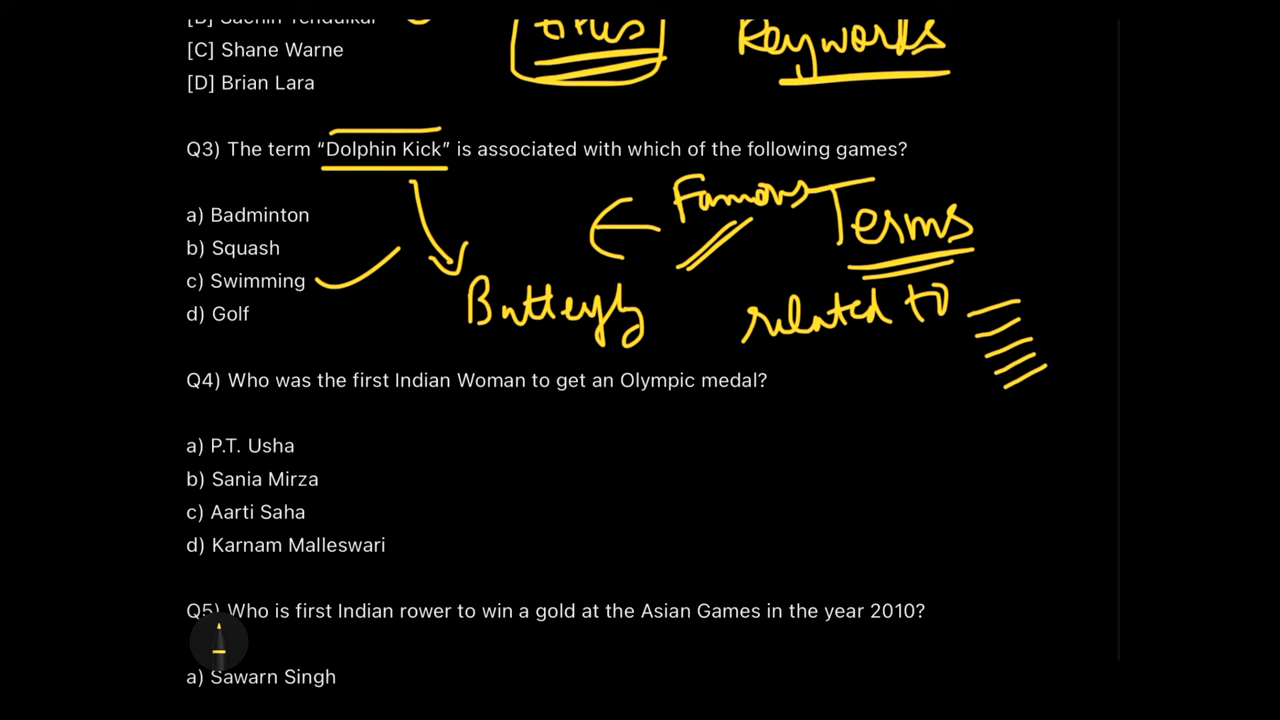 [B] Sachin Tendulkar
[C] Shane Warne
[D] Brian Lara
Keywords
Q3) The term “Dolphin Kick” is associated with which of the following games?
a) Badminton
b) Squash
c) Swimming
d) Golf
Famous Terms
Butterfly
related to
Q4) Who was the first Indian Woman to get an Olympic medal?
a) P.T. Usha
b) Sania Mirza
c) Aarti Saha
d) Karnam Malleswari
Q5) Who is first Indian rower to win a gold at the Asian Games in the year 2010?
a) Sawarn Singh